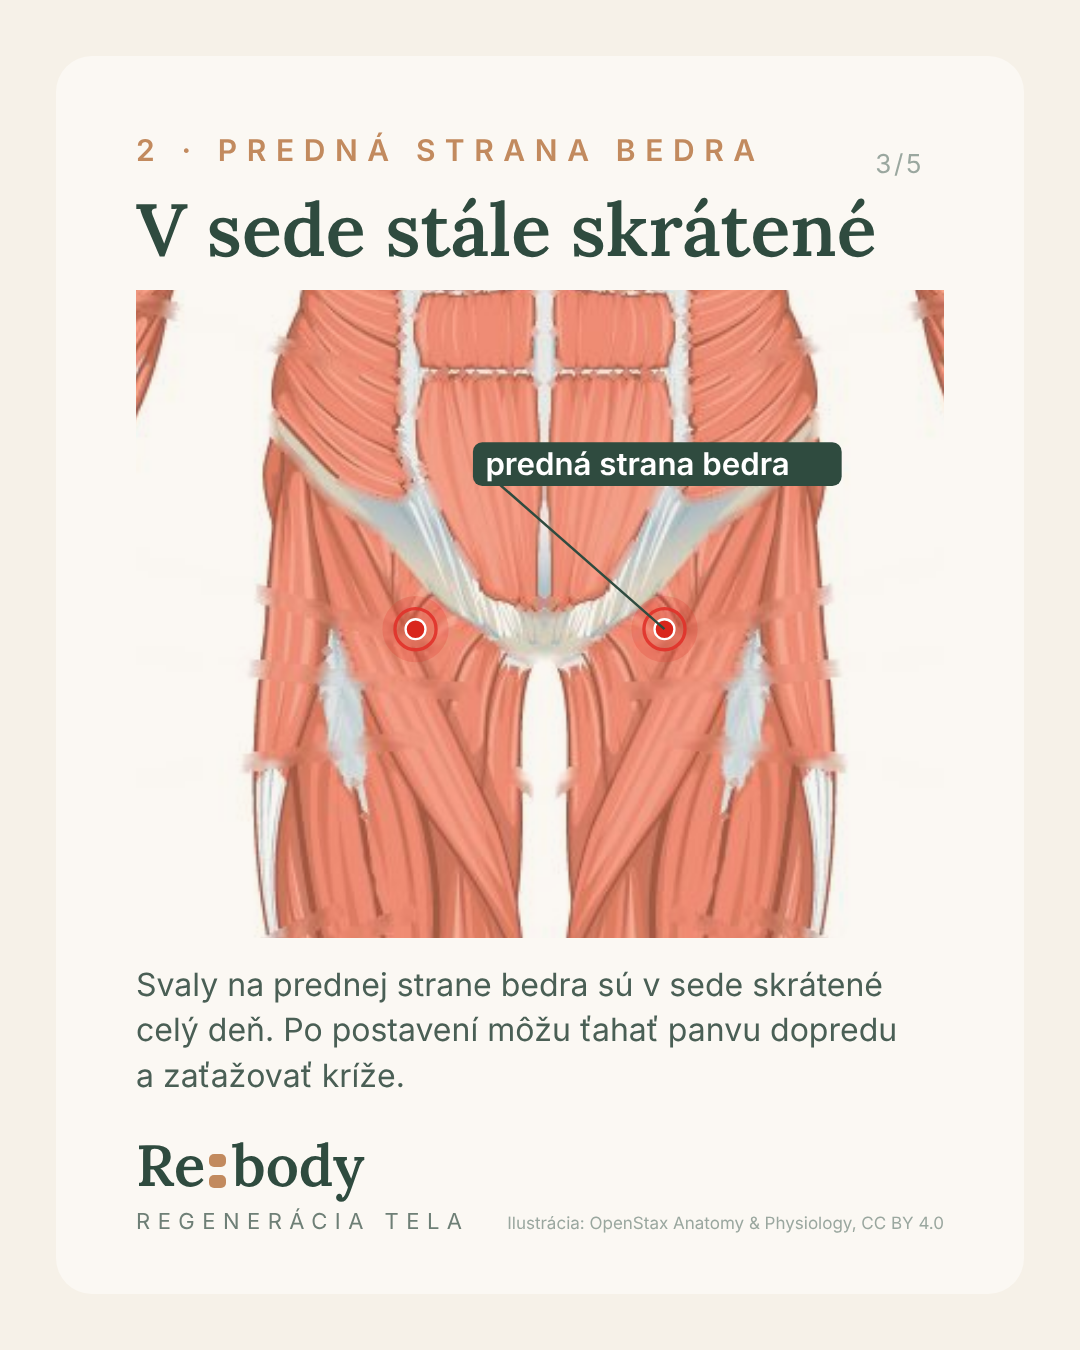 2 · PREDNÁ STRANA BEDRA
3/5
V sede stále skrátené
predná strana bedra
Svaly na prednej strane bedra sú v sede skrátené
celý deň. Po postavení môžu ťahať panvu dopredu
a zaťažovať kríže.
Re:body
REGENERÁCIA TELA
Ilustrácia: OpenStax Anatomy & Physiology, CC BY 4.0